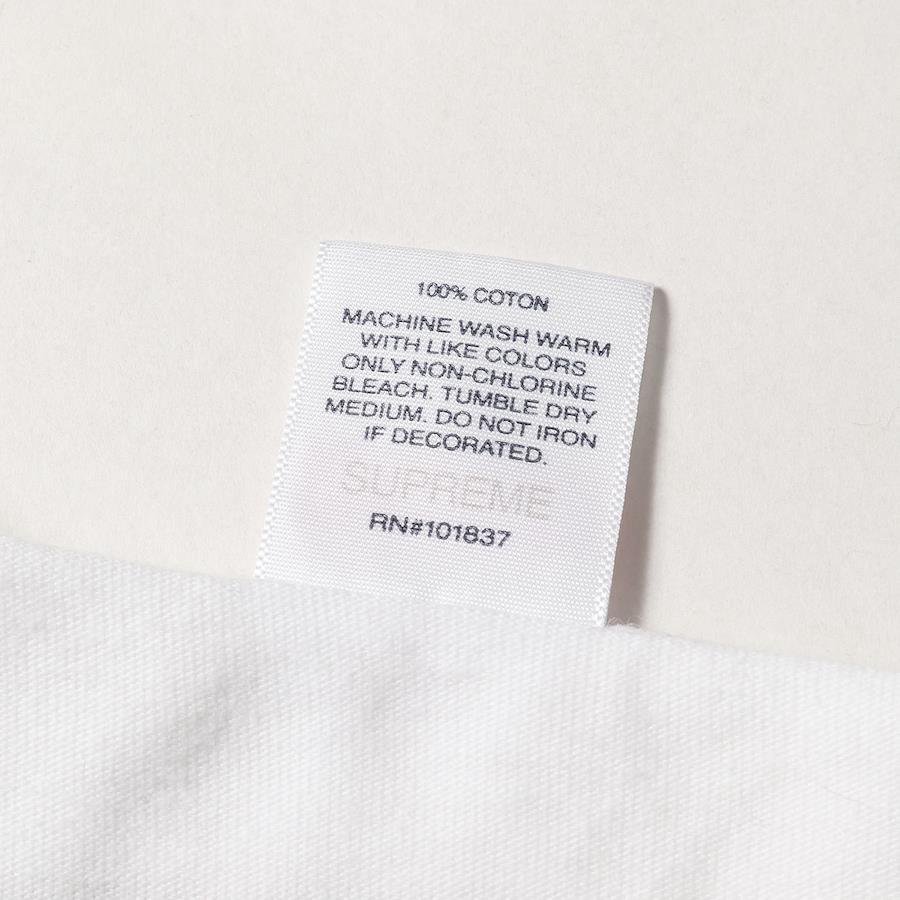 100% COTON
MACHINE WASH WARM
WITH LIKE COLORS
ONLY NON-CHLORINE
BLEACH. TUMBLE DRY
MEDIUM. DO NOT IRON
IF DECORATED.
SUPREME
RN#101837